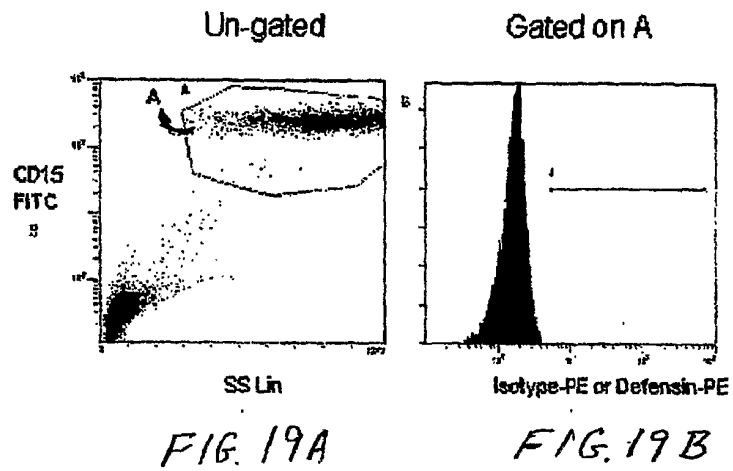 Un-gated
Gated on A
A
A
CD15
FITC
SS Lin
Isotype-PE or Defensin-PE
FIG. 19A
FIG. 19B